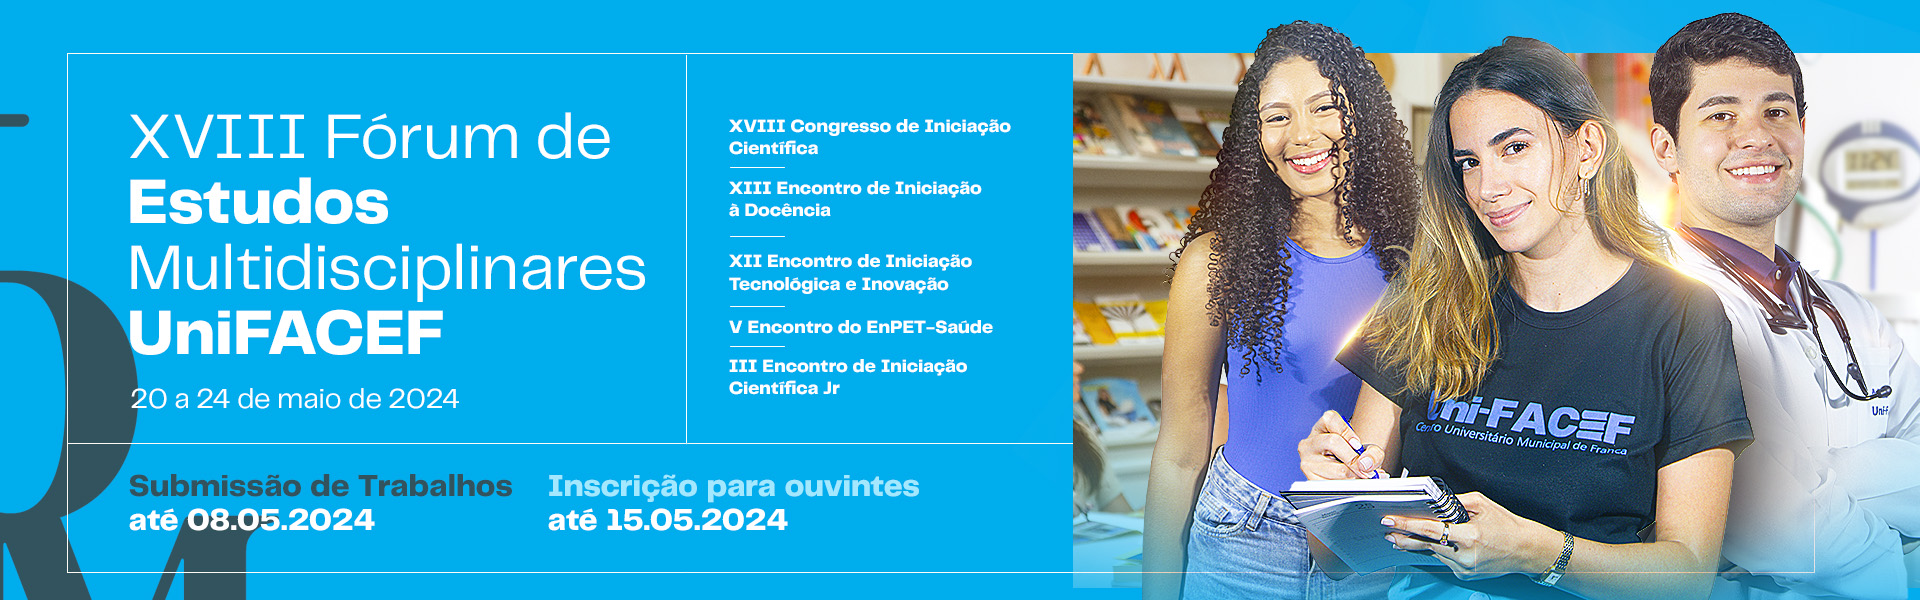 XVIII Fórum de
Estudos
Multidisciplinares
UniFACEF
20 a 24 de maio de 2024
XVIII Congresso de Iniciação
Científica
XIII Encontro de Iniciação
à Docência
XII Encontro de Iniciação
Tecnológica e Inovação
V Encontro do EnPET-Saúde
III Encontro de Iniciação
Científica Jr
Submissão de Trabalhos
até 08.05.2024
Inscrição para ouvintes
até 15.05.2024
Uni-FACEF
Centro Universitário Municipal de Franca